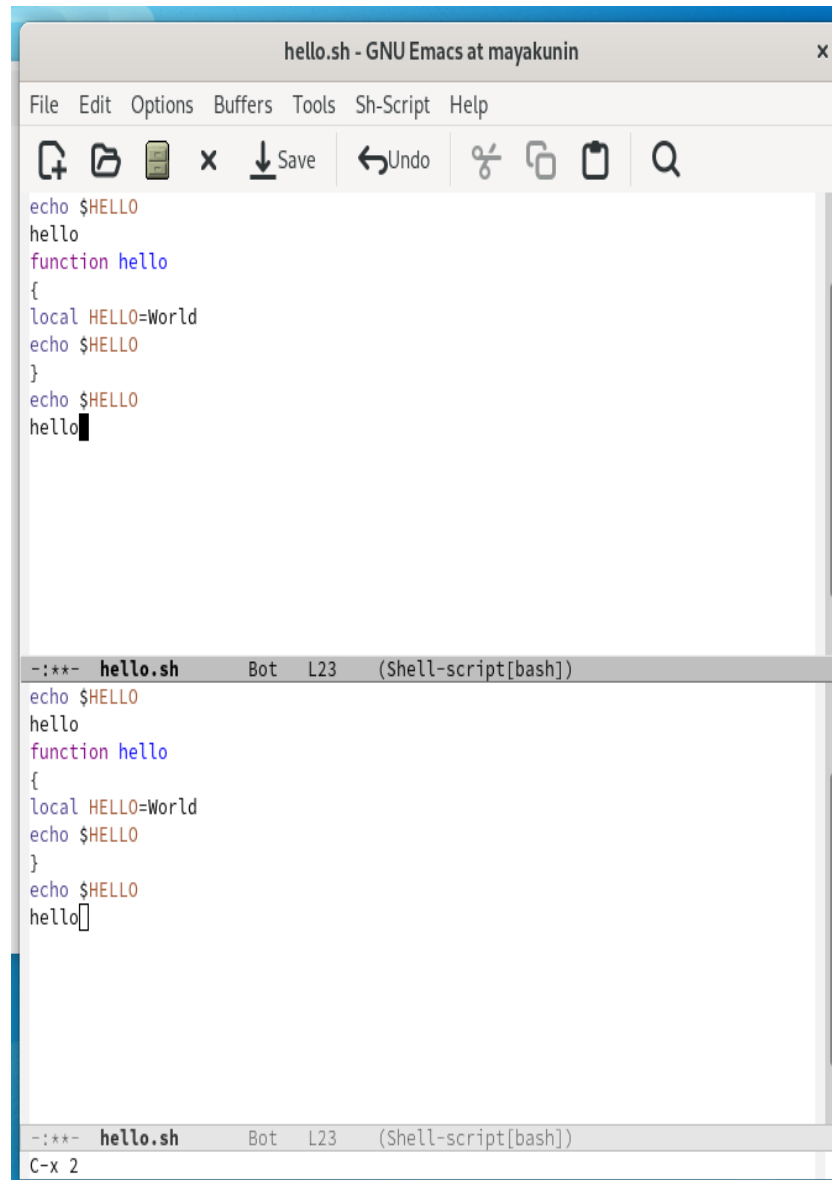 hello.sh - GNU Emacs at mayakunin
×
File Edit Options Buffers Tools Sh-Script Help
Save Undo
echo $HELLO
hello
function hello
{
local HELLO=World
echo $HELLO
}
echo $HELLO
hello
-:**- hello.sh Bot L23 (Shell-script[bash])
echo $HELLO
hello
function hello
{
local HELLO=World
echo $HELLO
}
echo $HELLO
hello
-:**- hello.sh Bot L23 (Shell-script[bash])
C-x 2